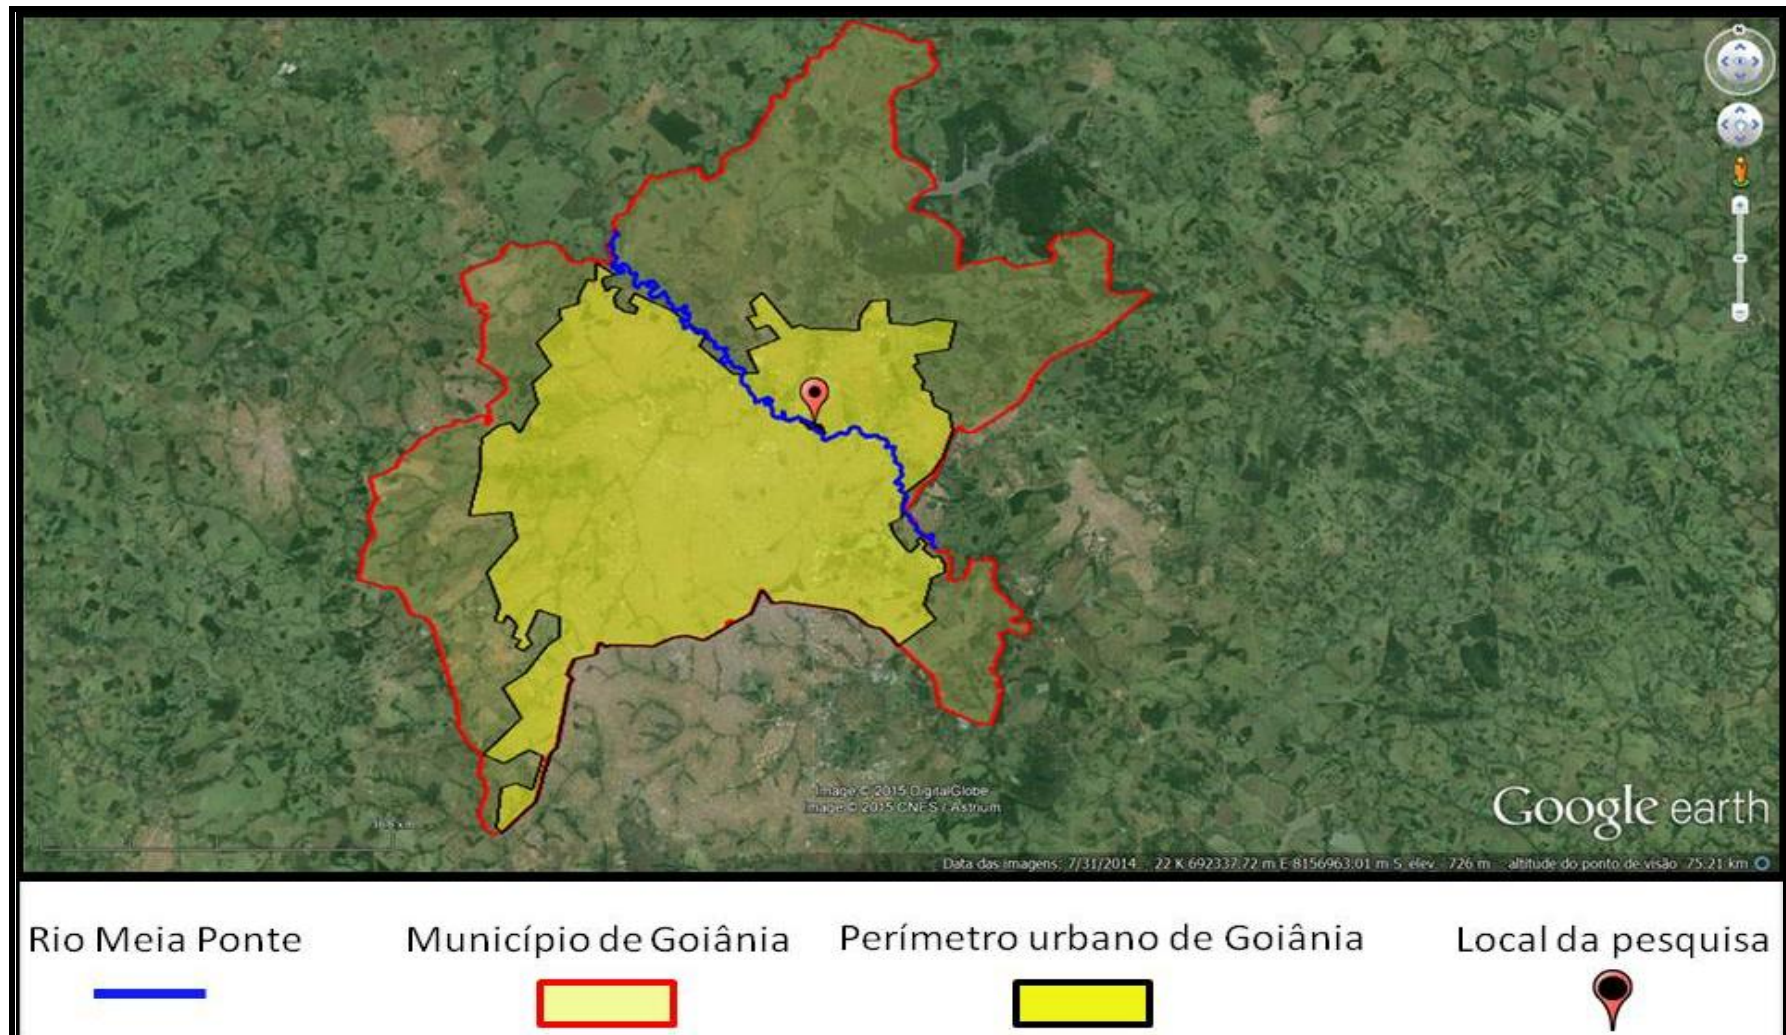 Image © 2015 DigitalGlobe
Image © 2015 CNES / Astrium
Google earth
Data das imagens: 7/31/2014 22 K 692337.72 m E 8156963.01 m S elev. 726 m altitude do ponto de visão 75.21 km
Rio Meia Ponte
Município de Goiânia
Perímetro urbano de Goiânia
Local da pesquisa